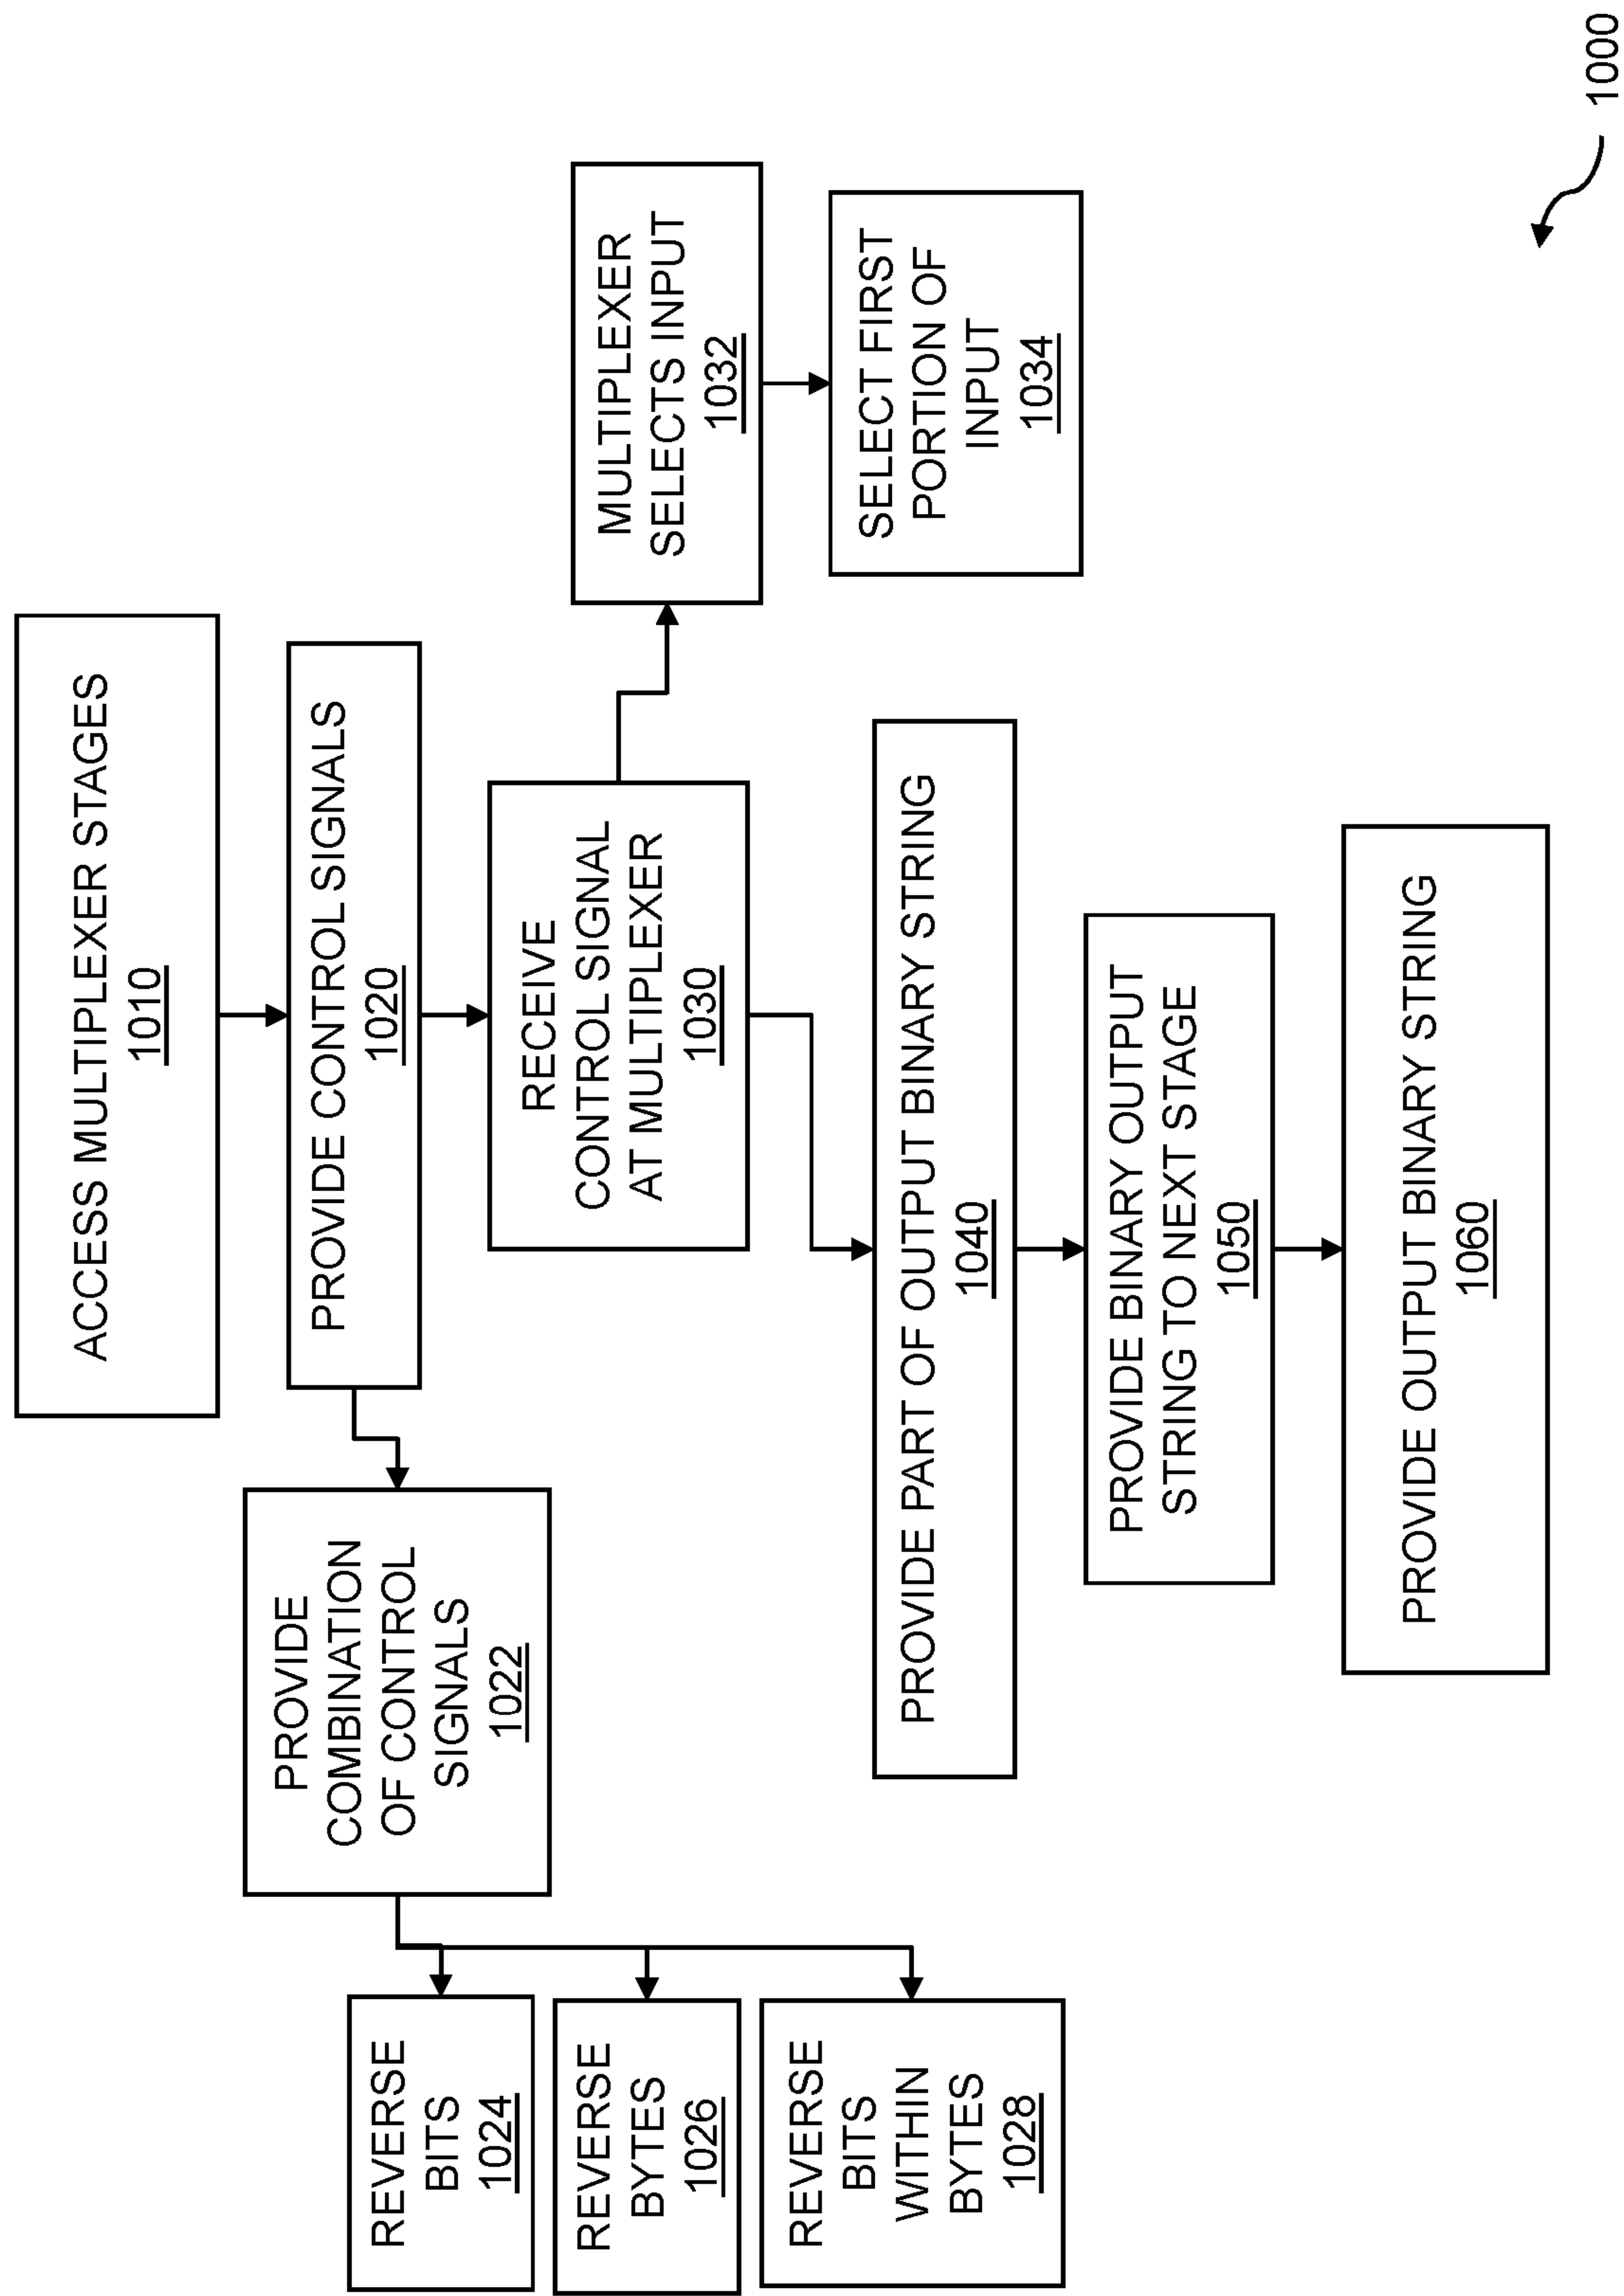 ACCESS MULTIPLEXER STAGES
1010
PROVIDE CONTROL SIGNALS
1020
PROVIDE
COMBINATION
OF CONTROL
SIGNALS
1022
REVERSE
BITS
1024
REVERSE
BYTES
1026
REVERSE
BITS
WITHIN
BYTES
1028
RECEIVE
CONTROL SIGNAL
AT MULTIPLEXER
1030
MULTIPLEXER
SELECTS INPUT
1032
SELECT FIRST
PORTION OF
INPUT
1034
PROVIDE PART OF OUTPUT BINARY STRING
1040
PROVIDE BINARY OUTPUT
STRING TO NEXT STAGE
1050
PROVIDE OUTPUT BINARY STRING
1060
1000